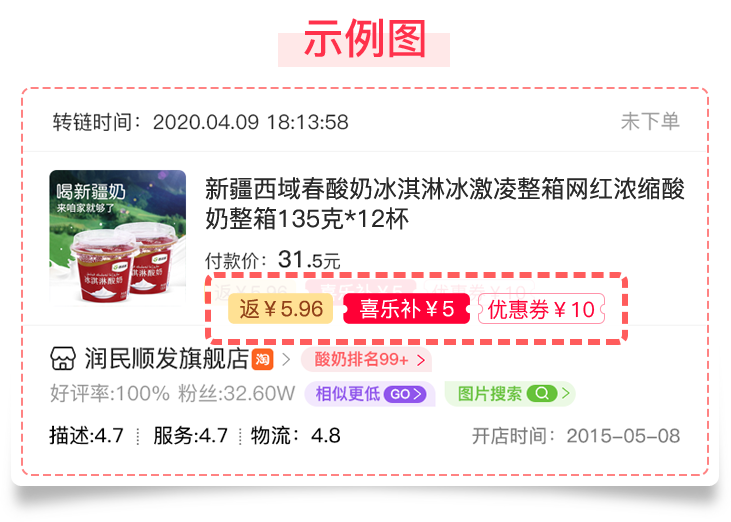 示例图
转链时间：2020.04.09 18:13:58
未下单
喝新疆奶
来咱家就够了
冰淇淋酸奶
新疆西域春酸奶冰淇淋冰激凌整箱网红浓缩酸
奶整箱135克*12杯
付款价：31.5元
返￥5.96 喜乐补￥5 优惠券￥10
润民顺发旗舰店 淘 酸奶排名99+
好评率:100% 粉丝:32.60W 相似更低 GO 图片搜索
描述:4.7 服务:4.7 物流：4.8 开店时间：2015-05-08